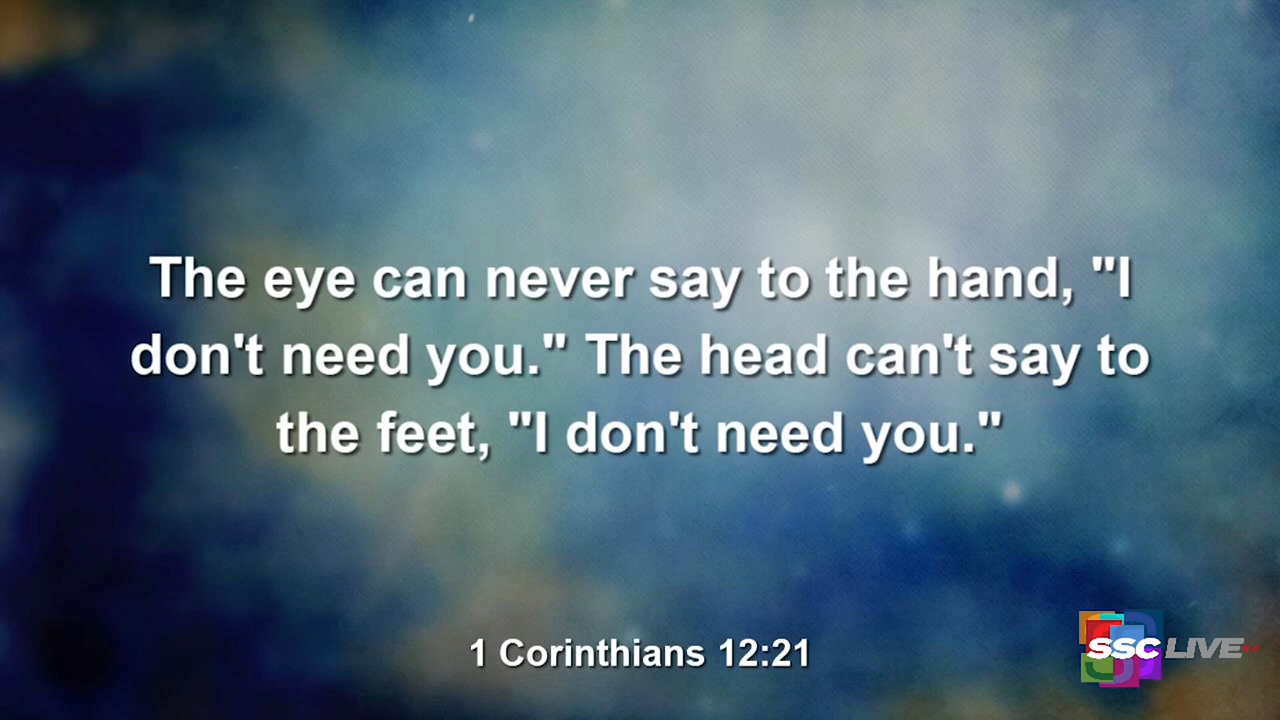 The eye can never say to the hand, "I
don't need you." The head can't say to
the feet, "I don't need you."
1 Corinthians 12:21
SSC LIVE